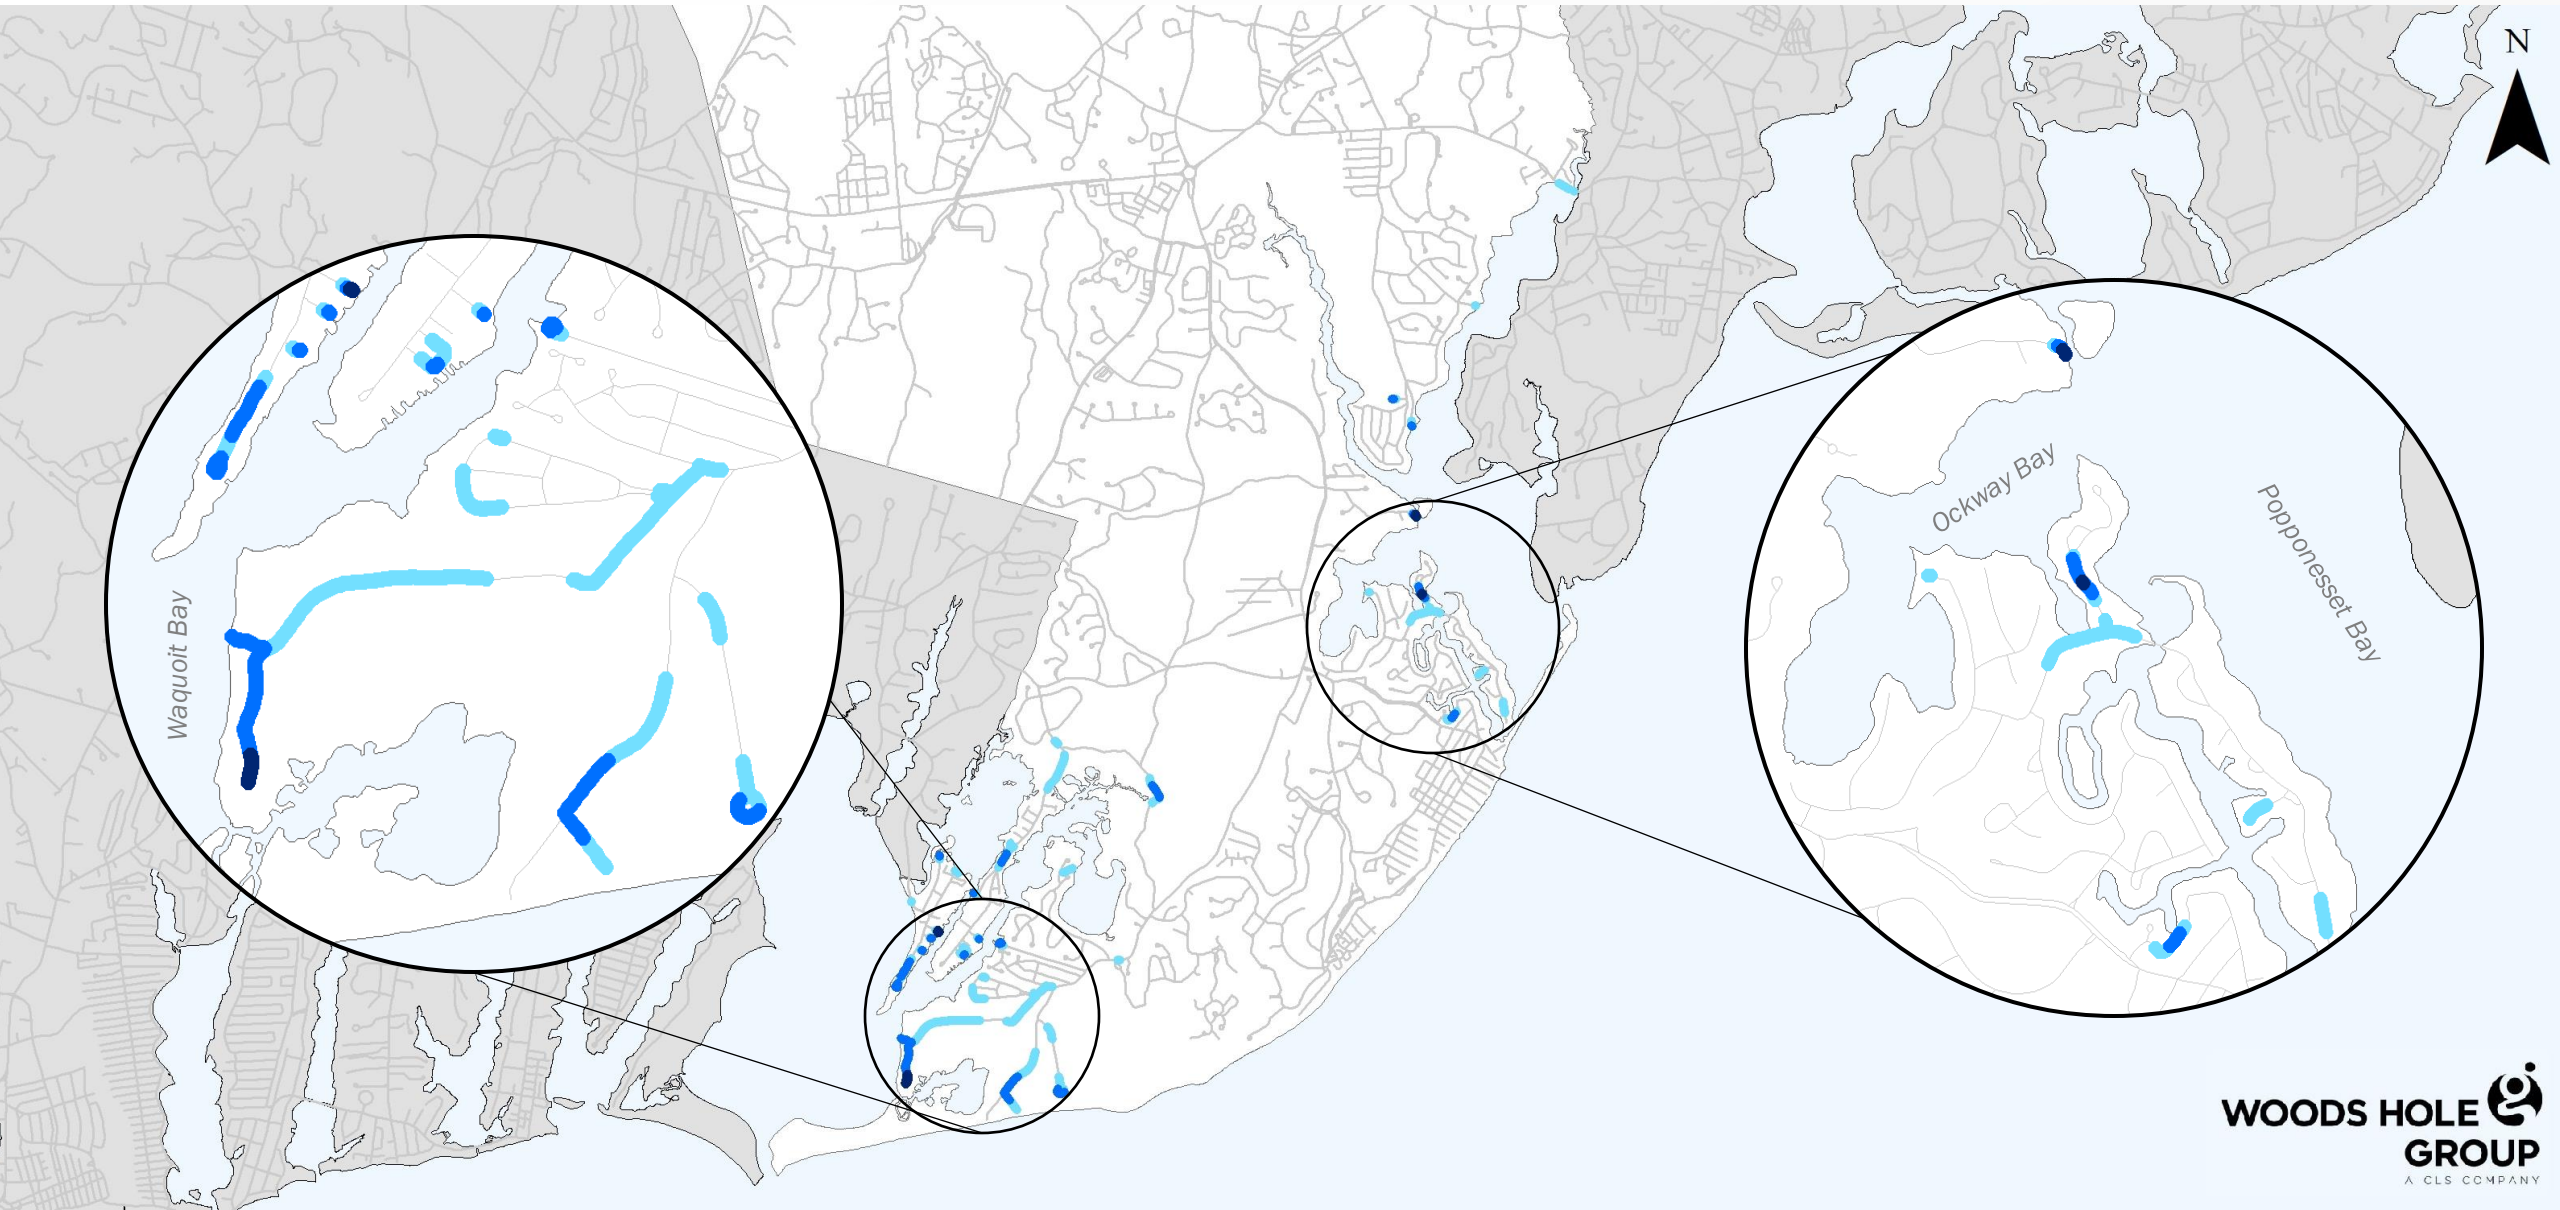 N
Waquoit Bay
Ockway Bay
Popponesset Bay
WOODS HOLE
GROUP
A CLS COMPANY